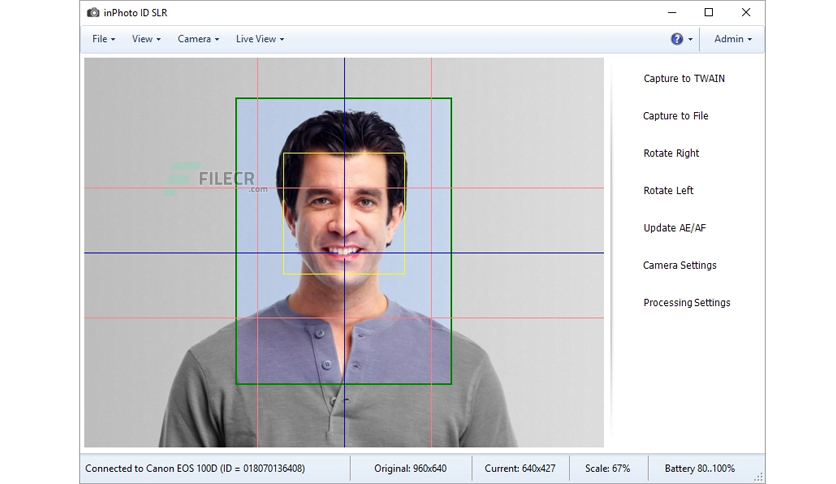 inPhoto ID SLR
File View Camera Live View ? Admin
Capture to TWAIN
Capture to File
Rotate Right
FILECR
.com
Rotate Left
Update AE/AF
Camera Settings
Processing Settings
Connected to Canon EOS 100D (ID = 018070136408) Original: 960x640 Current: 640x427 Scale: 67% Battery 80..100%